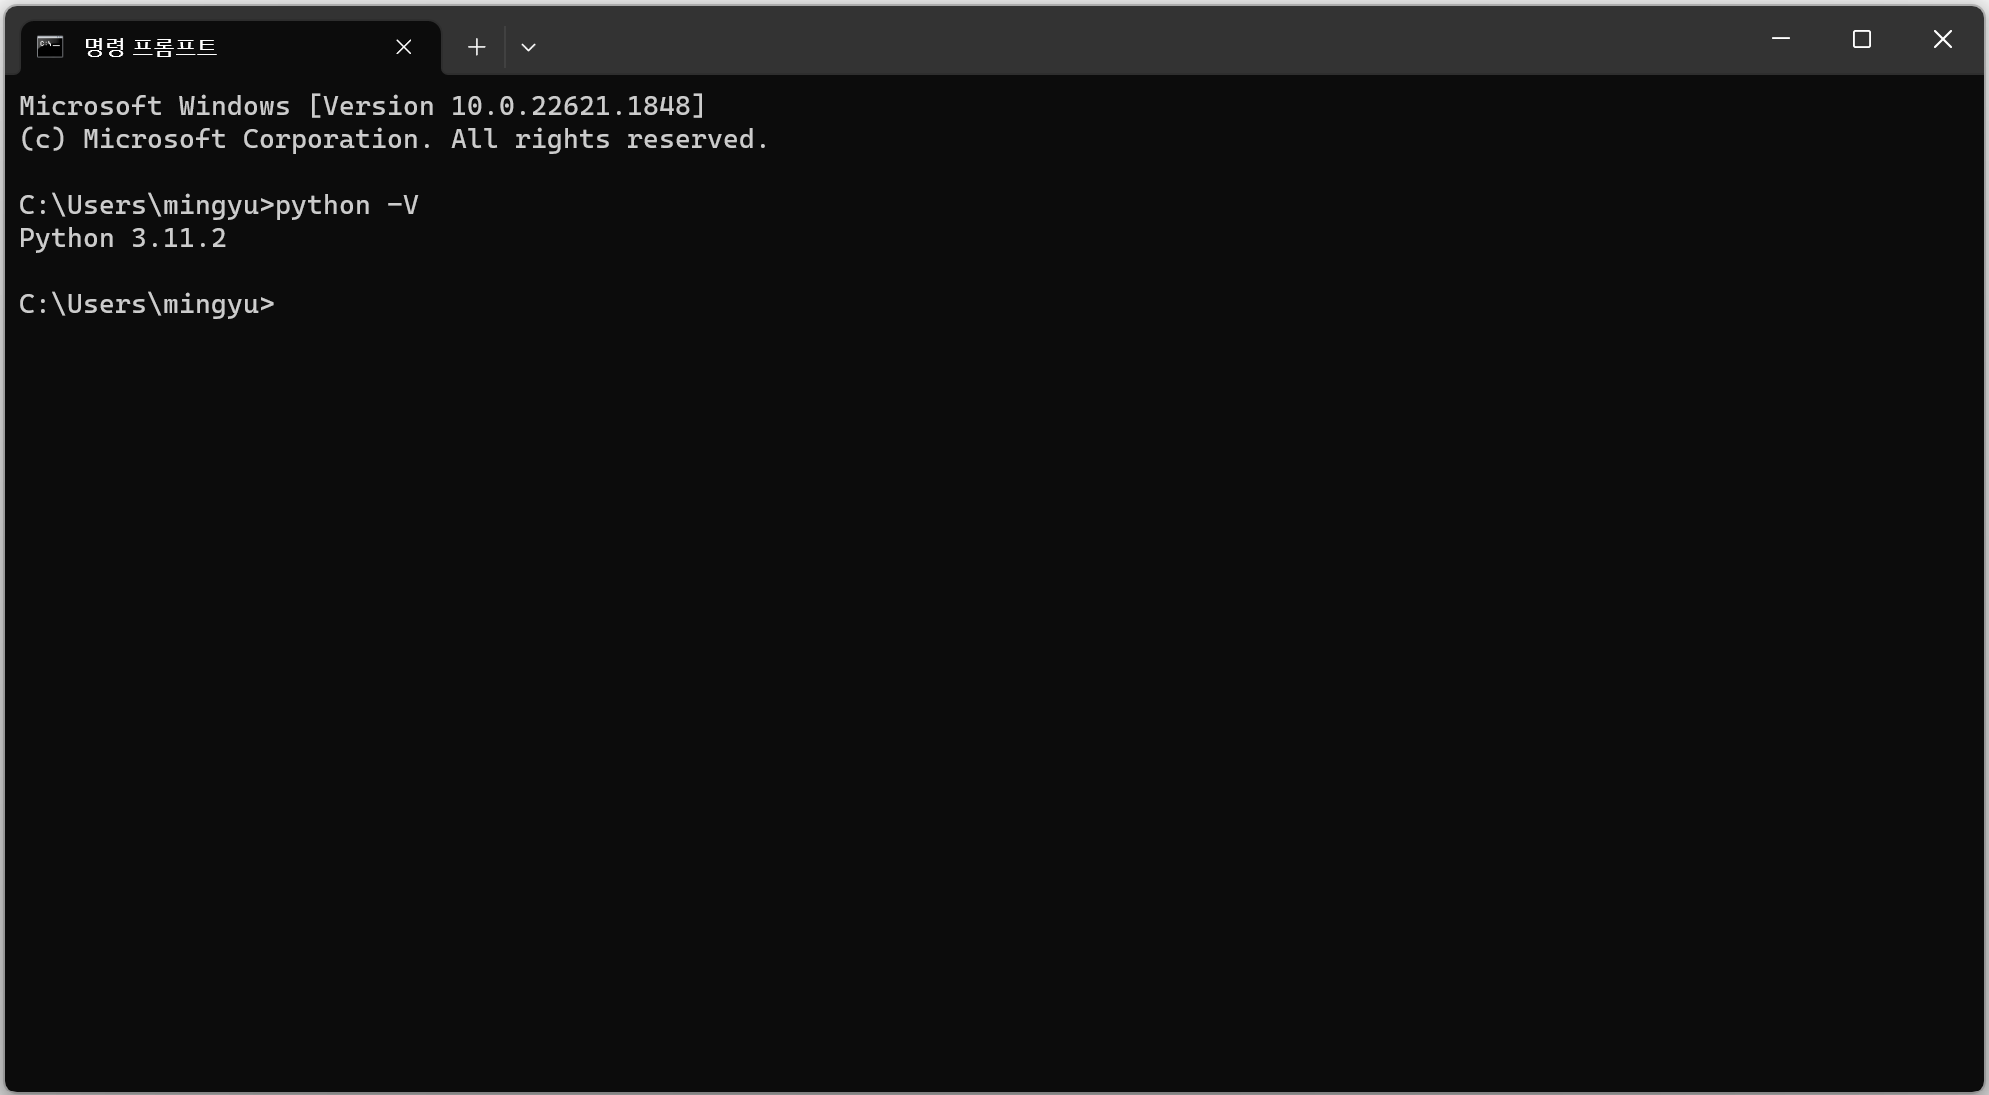 명령 프롬프트
Microsoft Windows [Version 10.0.22621.1848]
(c) Microsoft Corporation. All rights reserved.
C:\Users\mingyu>python -V
Python 3.11.2
C:\Users\mingyu>